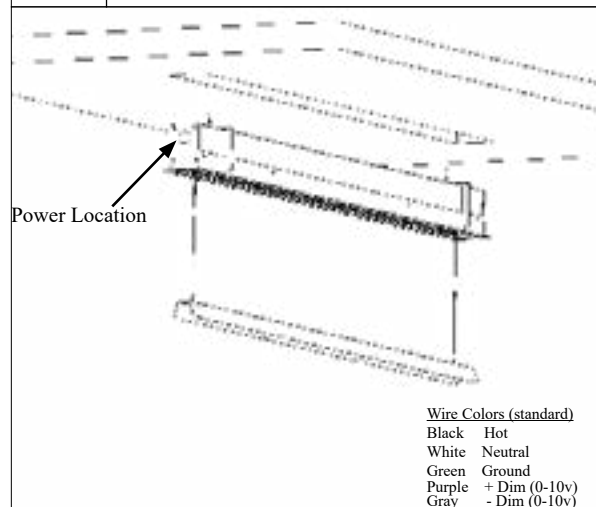 Power Location
Wire Colors (standard)
Black Hot
White Neutral
Green Ground
Purple + Dim (0-10v)
Gray - Dim (0-10v)